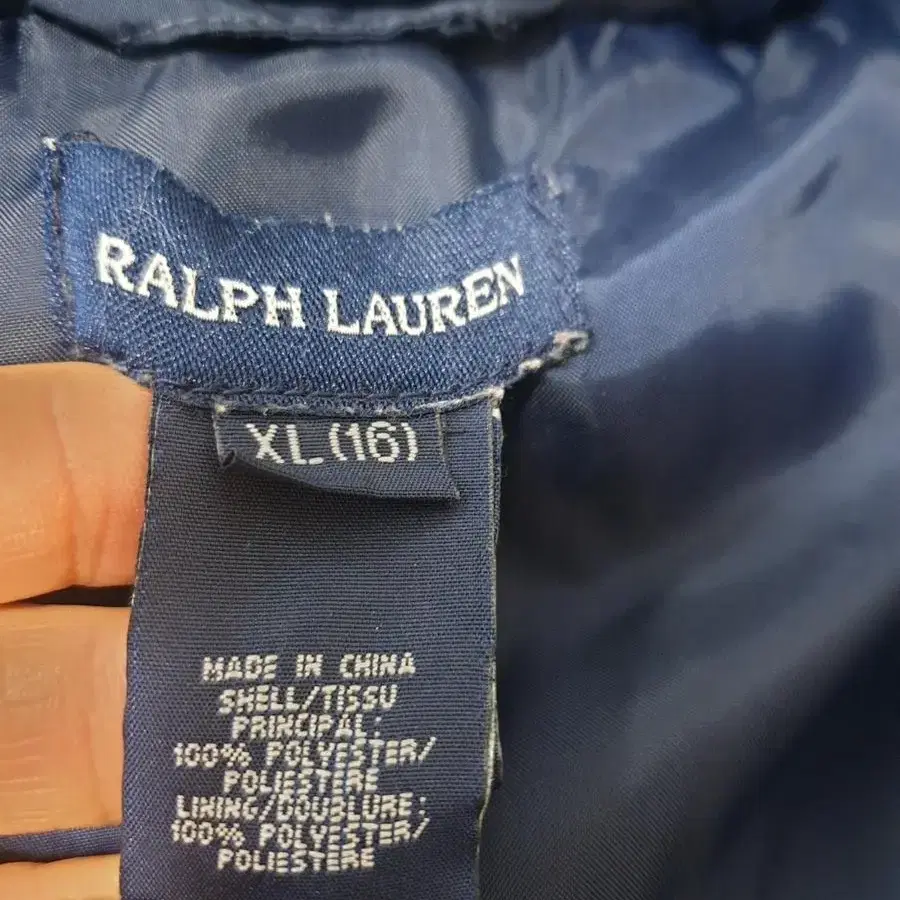 RALPH LAUREN
XL (16)
MADE IN CHINA
SHELL/TISSU
PRINCIPAL:
100% POLYESTER/
POLIESTERE
LINING/DOUBLURE:
100% POLYESTER/
POLIESTERE